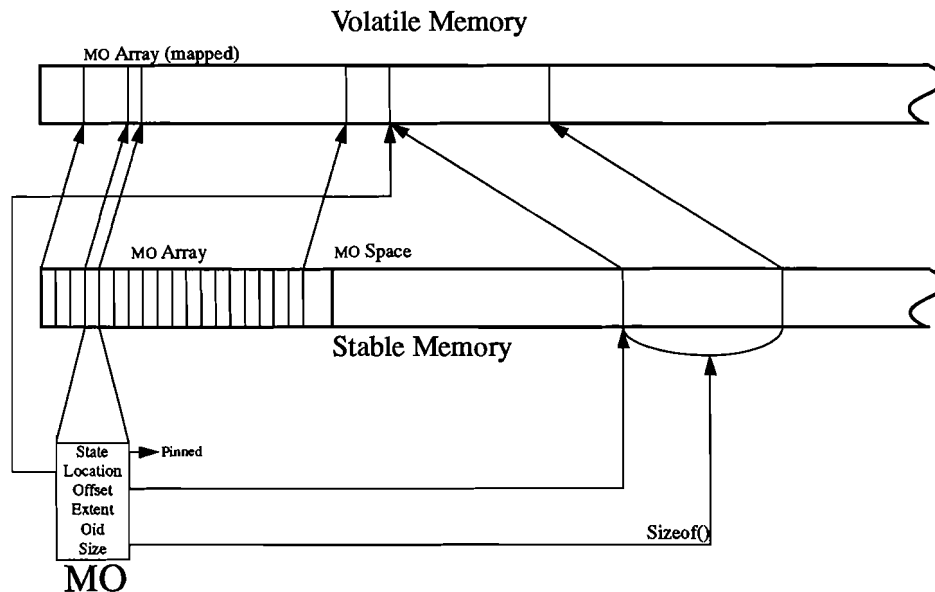 Volatile Memory
MO Array (mapped)
MO Array
MO Space
Stable Memory
State
Pinned
Location
Offset
Extent
Oid
Size
Sizeof()
MO